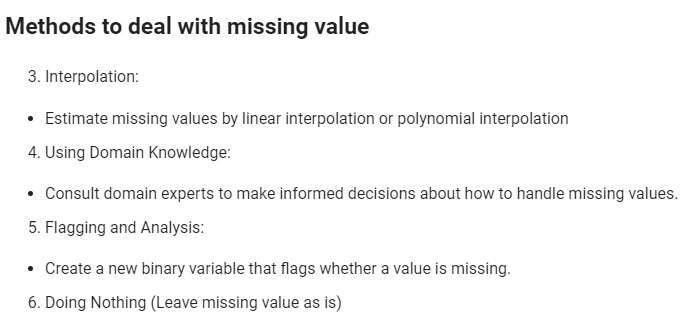 Methods to deal with missing value
3. Interpolation:
• Estimate missing values by linear interpolation or polynomial interpolation
4. Using Domain Knowledge:
• Consult domain experts to make informed decisions about how to handle missing values.
5. Flagging and Analysis:
• Create a new binary variable that flags whether a value is missing.
6. Doing Nothing (Leave missing value as is)